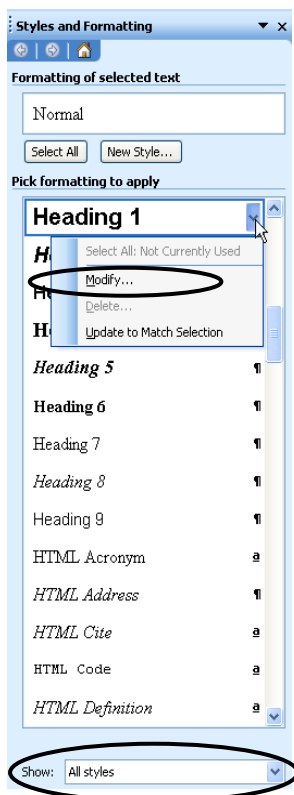 Styles and Formatting
Formatting of selected text
Normal
Select All New Style...
Pick formatting to apply
Heading 1
Select All: Not Currently Used
Modify...
Delete...
Update to Match Selection
Heading 5 ¶
Heading 6 ¶
Heading 7 ¶
Heading 8 ¶
Heading 9 ¶
HTML Acronym a
HTML Address ¶
HTML Cite a
HTML Code a
HTML Definition a
Show: All styles